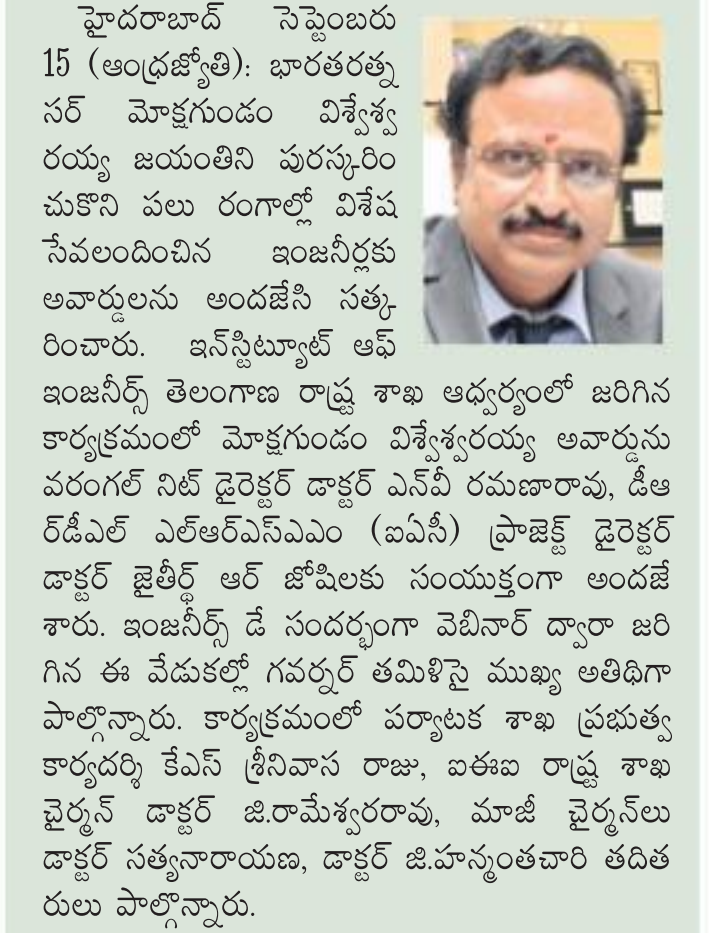 హైదరాబాద్ సెప్టెంబరు
15 (ఆంధ్రజ్యోతి): భారతరత్న
సర్ మోక్షగుండం విశ్వేశ్వ
రయ్య జయంతిని పురస్కరిం
చుకొని పలు రంగాల్లో విశేష
సేవలందించిన ఇంజనీర్లకు
అవార్డులను అందజేసి సత్క
రించారు. ఇన్‌స్టిట్యూట్ ఆఫ్
ఇంజనీర్స్ తెలంగాణ రాష్ట్ర శాఖ ఆధ్వర్యంలో జరిగిన
కార్యక్రమంలో మోక్షగుండం విశ్వేశ్వరయ్య అవార్డును
వరంగల్ నిట్ డైరెక్టర్ డాక్టర్ ఎన్‌వీ రమణారావు, డీఆ
ర్‌డీఎల్ ఎల్ఆర్ఎస్ఎఎం (ఐఏసీ) ప్రాజెక్ట్ డైరెక్టర్
డాక్టర్ జైతీర్థ్ ఆర్ జోషిలకు సంయుక్తంగా అందజే
శారు. ఇంజనీర్స్ డే సందర్భంగా వెబినార్ ద్వారా జరి
గిన ఈ వేడుకల్లో గవర్నర్ తమిళిసై ముఖ్య అతిథిగా
పాల్గొన్నారు. కార్యక్రమంలో పర్యాటక శాఖ ప్రభుత్వ
కార్యదర్శి కేఎస్ శ్రీనివాస రాజు, ఐఈఐ రాష్ట్ర శాఖ
చైర్మన్ డాక్టర్ జి.రామేశ్వరరావు, మాజీ చైర్మన్‌లు
డాక్టర్ సత్యనారాయణ, డాక్టర్ జి.హన్మంతచారి తదిత
రులు పాల్గొన్నారు.